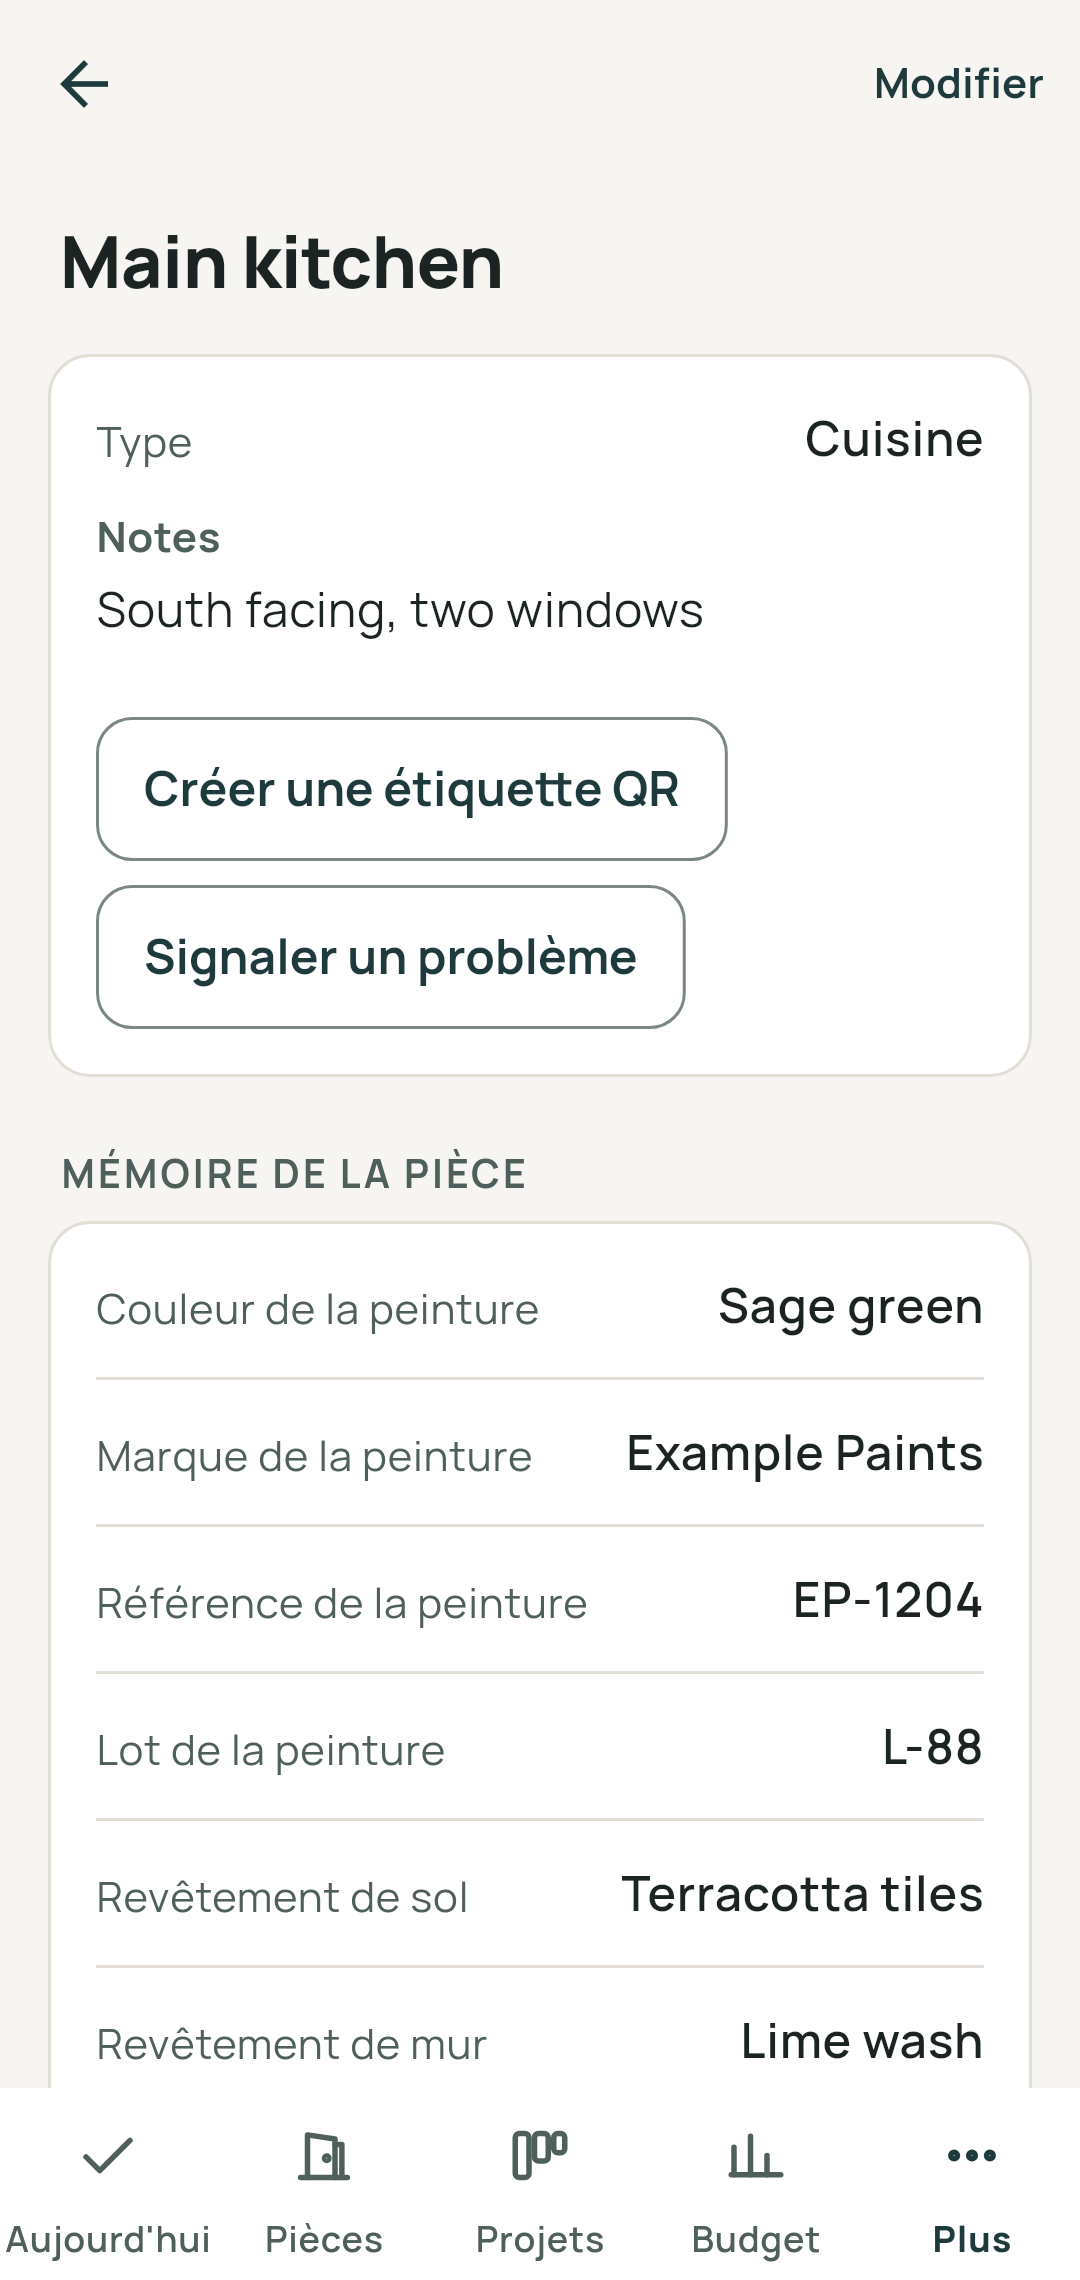 Modifier
Main kitchen
Type
Cuisine
Notes
South facing, two windows
Créer une étiquette QR
Signaler un problème
MÉMOIRE DE LA PIÈCE
Couleur de la peinture
Sage green
Marque de la peinture
Example Paints
Référence de la peinture
EP-1204
Lot de la peinture
L-88
Revêtement de sol
Terracotta tiles
Revêtement de mur
Lime wash
Aujourd'hui
Pièces
Projets
Budget
Plus